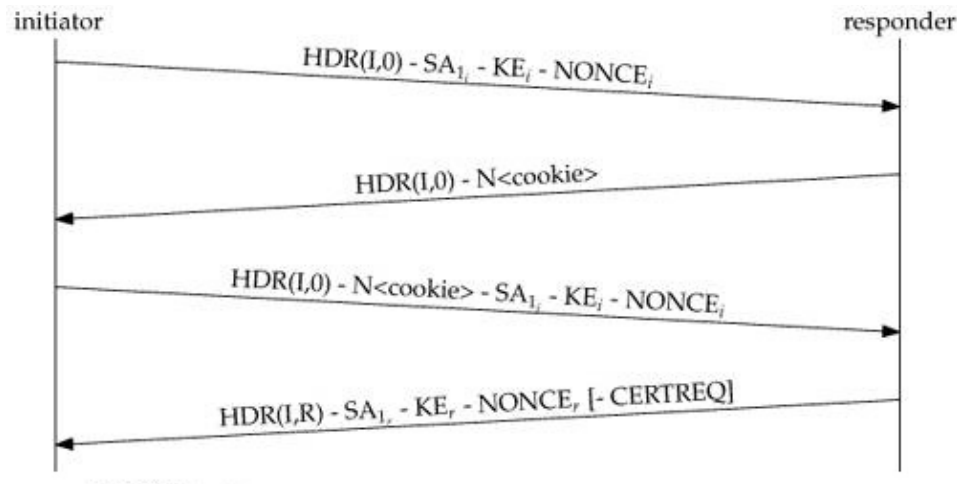 initiator
responder
HDR(I,0) - SA₁ᵢ - KEᵢ - NONCEᵢ
HDR(I,0) - N<cookie>
HDR(I,0) - N<cookie> - SA₁ᵢ - KEᵢ - NONCEᵢ
HDR(I,R) - SA₁ᵣ - KEᵣ - NONCEᵣ [- CERTREQ]